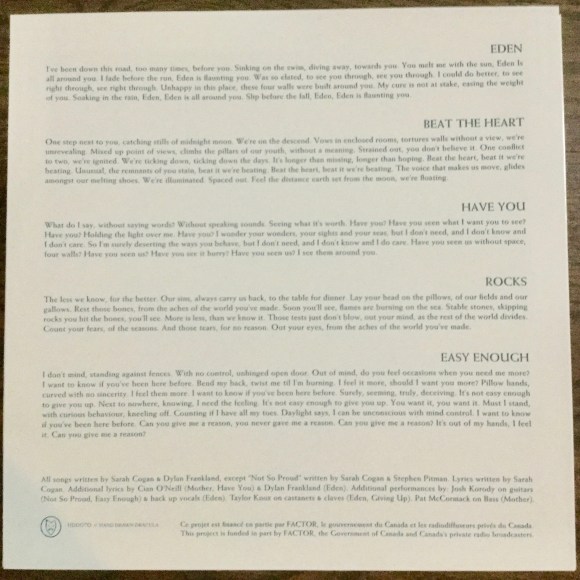 EDEN
I've been down this road, too many times, before you. Sinking on the swim, diving away, towards you. You melt me with the sun, Eden Is
all around you. I fade before the run, Eden is flaunting you. Was so elated, to see you through, see you through. I could do better, to see
right through, see right through. Unhappy in this place, these four walls were built around you. My cure is not at stake, easing the weight
of you. Soaking in the rain, Eden, Eden is all around you. Slip before the fall, Eden, Eden is flaunting you.
BEAT THE HEART
One step next to you, catching stills of midnight moon. We're on the descend. Vows in enclosed rooms, tortures walls without a view, we're
unrevealing. Mixed up point of views, climbs the pillars of our youth, without a meaning. Strained out, you don't believe it. One conflict
to two, we're ignited. We're ticking down, ticking down the days. It's longer than missing, longer than hoping. Beat the heart, beat it we're
beating. Unusual, the remnants of you stain, beat it we're beating. Beat the heart, beat it we're beating. The voice that makes us move, glides
amongst our melting shoes. We're illuminated. Spaced out. Feel the distance earth set from the moon, we're floating.
HAVE YOU
What do I say, without saying words? Without speaking sounds. Seeing what it's worth. Have you? Have you seen what I want you to see?
Have you? Holding the light over me. Have you? I wonder your wonders, your sights and your seas, but I don't need, and I don't know and
I don't care. So I'm surely deserting the ways you behave, but I don't need, and I don't know and I do care. Have you seen us without space,
four walls? Have you seen us? Have you see it hurry? Have you seen us? I see them around you.
ROCKS
The less we know, for the better. Our sins, always carry us back, to the table for dinner. Lay your head on the pillows, of our fields and our
gallows. Rest those bones, from the aches of the world you've made. Soon you'll see, flames are burning on the sea. Stable stones, skipping
rocks you hit the bones, you'll see. More is less, than we know it. Those tests just don't blow, out your mind, as the rest of the world divides.
Count your fears, of the seasons. And those tears, for no reason. Out your eyes, from the aches of the world you've made.
EASY ENOUGH
I don't mind, standing against fences. With no control, unhinged open door. Out of mind, do you feel occasions when you need me more?
I want to know if you've been here before. Bend my back, twist me til I'm burning. I feel it more, should I want you more? Pillow hands,
curved with no sincerity. I feel them more. I want to know if you've been here before. Surely, seeming, truly, deceiving. It's not easy enough
to give you up. Next to nowhere, knowing, I need the feeling. It's not easy enough to give you up. You want it, you want it. Must I stand,
with curious behaviour, kneeling off. Counting if I have all my toes. Daylight says, I can be unconscious with mind control. I want to know
if you've been here before. Can you give me a reason, you never gave me a reason. Can you give me a reason? It's out of my hands, I feel
it. Can you give me a reason?
All songs written by Sarah Cogan & Dylan Frankland, except "Not So Proud" written by Sarah Cogan & Stephen Pitman. Lyrics written by Sarah
Cogan. Additional lyrics by Cian O'Neill (Mother, Have You) & Dylan Frankland (Eden). Additional performances by: Josh Korody on guitars
(Not So Proud, Easy Enough) & back up vocals (Eden). Taylor Knox on castanets & claves (Eden, Giving Up). Pat McCormack on Bass (Mother).
Ce projet est financé en partie par FACTOR, le gouvernement du Canada et les radiodiffuseurs privés du Canada.
This project is funded in part by FACTOR, the Government of Canada and Canada's private radio broadcasters